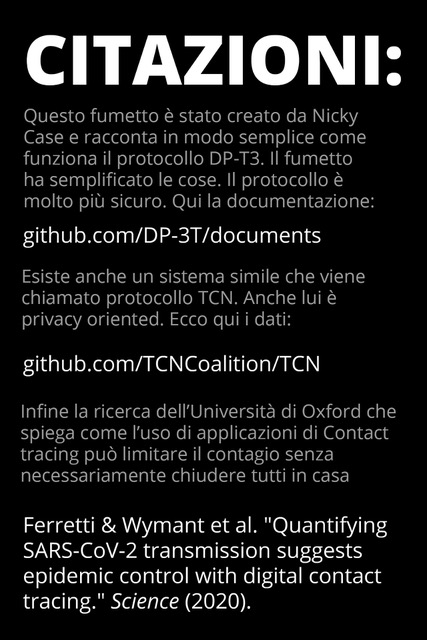 CITAZIONI:
Questo fumetto è stato creato da Nicky
Case e racconta in modo semplice come
funziona il protocollo DP-T3. Il fumetto
ha semplificato le cose. Il protocollo è
molto più sicuro. Qui la documentazione:
github.com/DP-3T/documents
Esiste anche un sistema simile che viene
chiamato protocollo TCN. Anche lui è
privacy oriented. Ecco qui i dati:
github.com/TCNCoalition/TCN
Infine la ricerca dell'Università di Oxford che
spiega come l'uso di applicazioni di Contact
tracing può limitare il contagio senza
necessariamente chiudere tutti in casa
Ferretti & Wymant et al. "Quantifying
SARS-CoV-2 transmission suggests
epidemic control with digital contact
tracing." Science (2020).